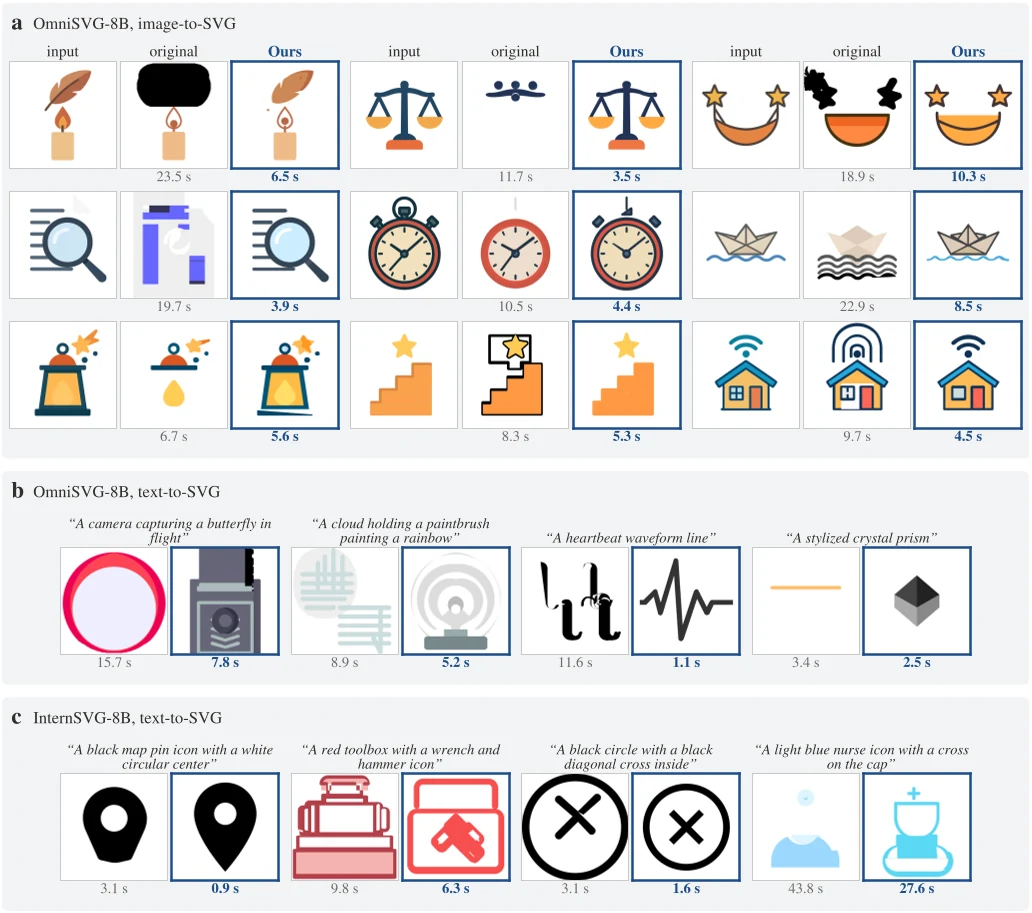 a OmniSVG-8B, image-to-SVG
input original Ours input original Ours input original Ours
23.5 s 6.5 s 11.7 s 3.5 s 18.9 s 10.3 s
19.7 s 3.9 s 10.5 s 4.4 s 22.9 s 8.5 s
6.7 s 5.6 s 8.3 s 5.3 s 9.7 s 4.5 s
b OmniSVG-8B, text-to-SVG
“A camera capturing a butterfly in
flight”
“A cloud holding a paintbrush
painting a rainbow”
“A heartbeat waveform line”
“A stylized crystal prism”
15.7 s 7.8 s 8.9 s 5.2 s 11.6 s 1.1 s 3.4 s 2.5 s
c InternSVG-8B, text-to-SVG
“A black map pin icon with a white
circular center”
“A red toolbox with a wrench and
hammer icon”
“A black circle with a black
diagonal cross inside”
“A light blue nurse icon with a cross
on the cap”
3.1 s 0.9 s 9.8 s 6.3 s 3.1 s 1.6 s 43.8 s 27.6 s